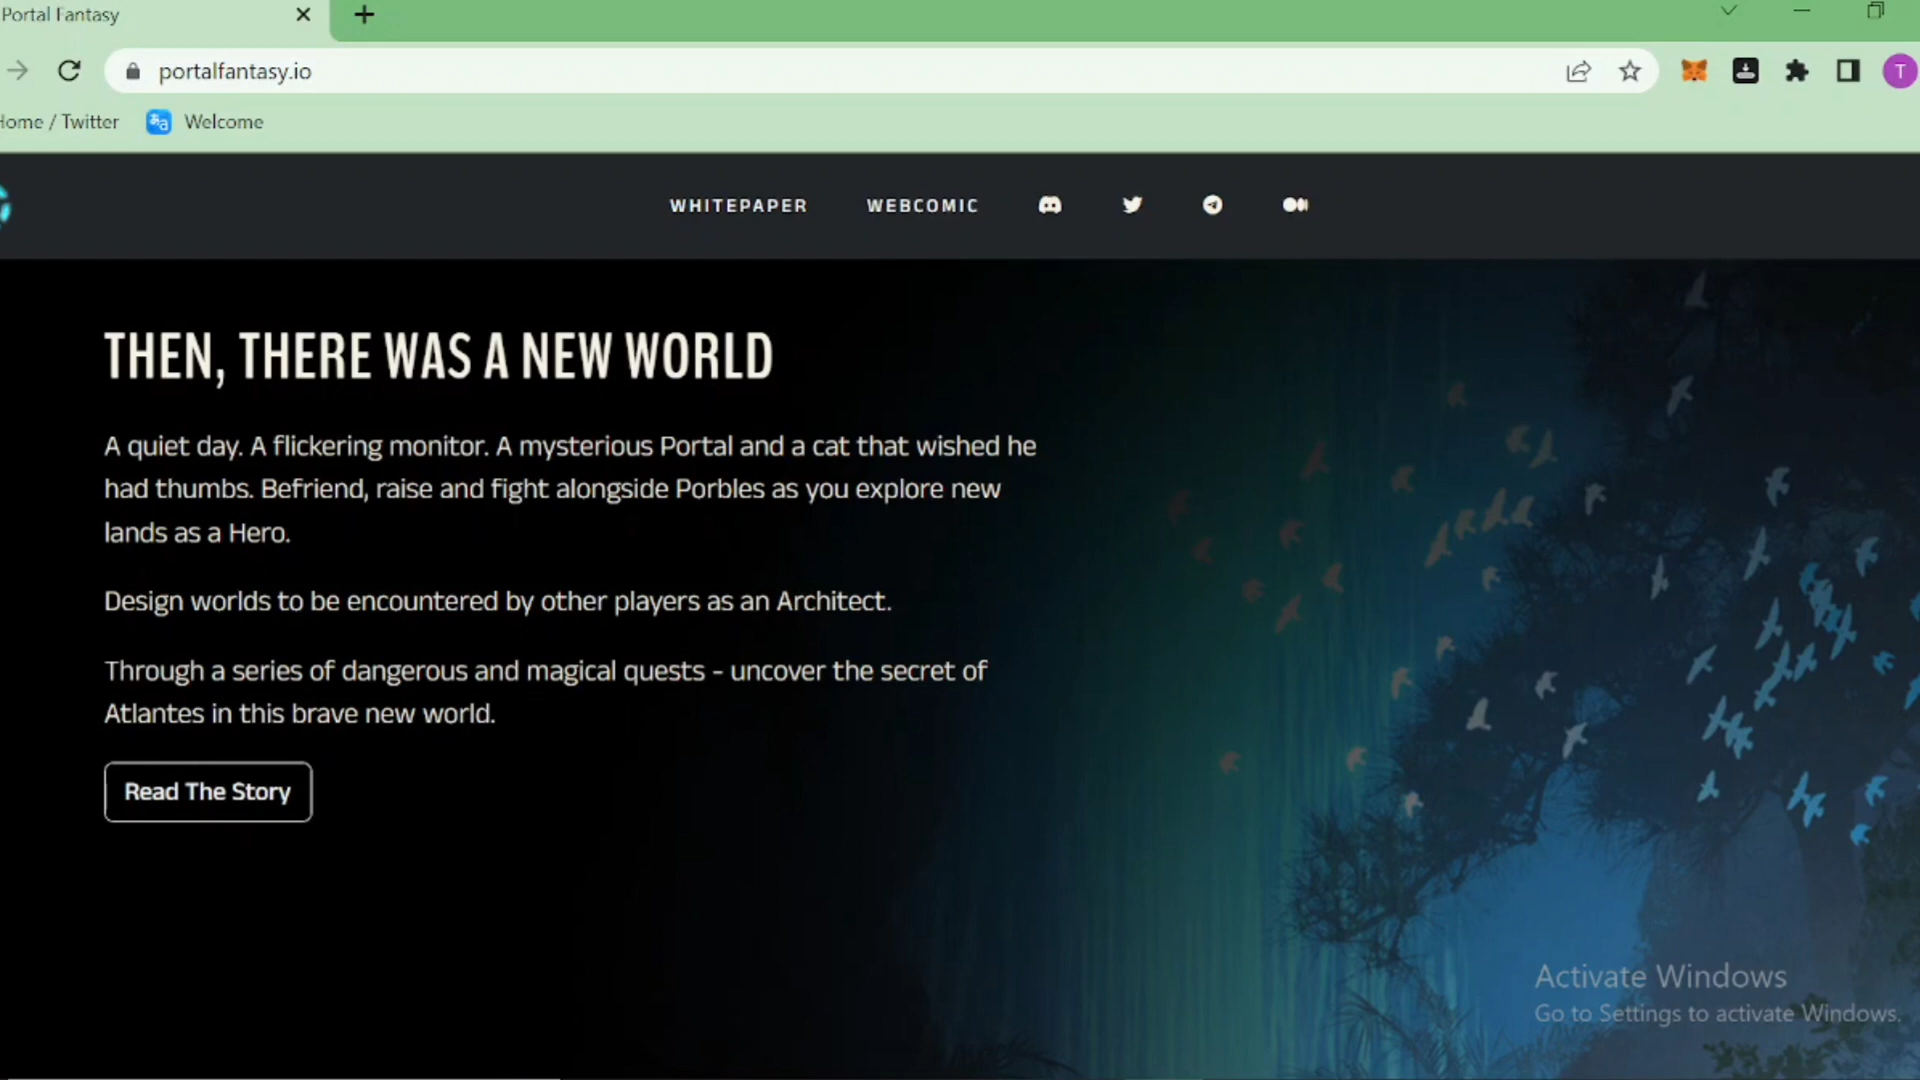 Portal Fantasy
portalfantasy.io
T
Home / Twitter Welcome
WHITEPAPER WEBCOMIC
THEN, THERE WAS A NEW WORLD
A quiet day. A flickering monitor. A mysterious Portal and a cat that wished he
had thumbs. Befriend, raise and fight alongside Porbles as you explore new
lands as a Hero.
Design worlds to be encountered by other players as an Architect.
Through a series of dangerous and magical quests - uncover the secret of
Atlantes in this brave new world.
Read The Story
Activate Windows
Go to Settings to activate Windows.